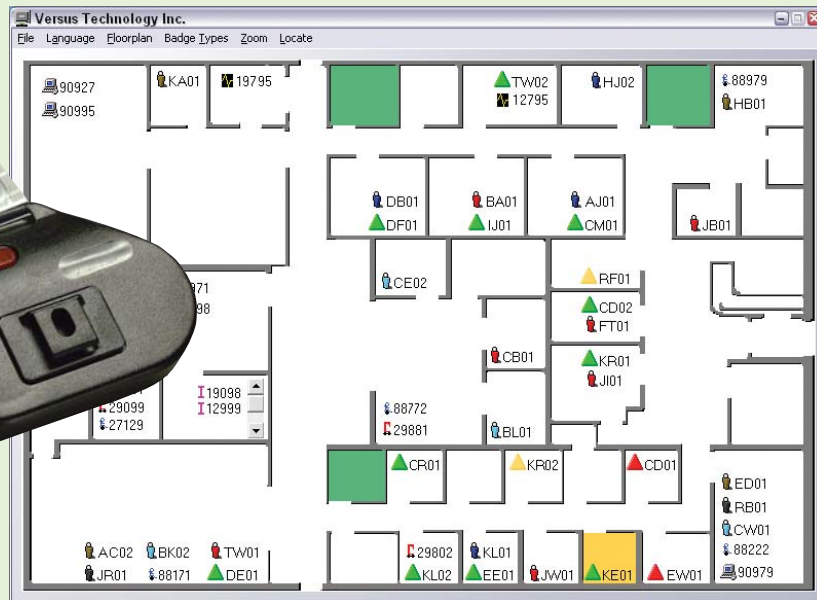 Versus Technology Inc.
File Language Floorplan Badge Types Zoom Locate
90927
90995
KA01
19795
TW02
12795
HJ02
88979
HB01
DB01
DF01
BA01
IJ01
AJ01
CM01
JB01
CE02
RF01
CD02
FT01
CB01
KR01
JI01
19098
12999
29099
27129
88772
29881
BL01
CR01
KR02
CD01
ED01
RB01
CW01
88222
90979
AC02 BK02 TW01
JR01 88171 DE01
29802
KL02
KL01
EE01
JW01
KE01
EW01